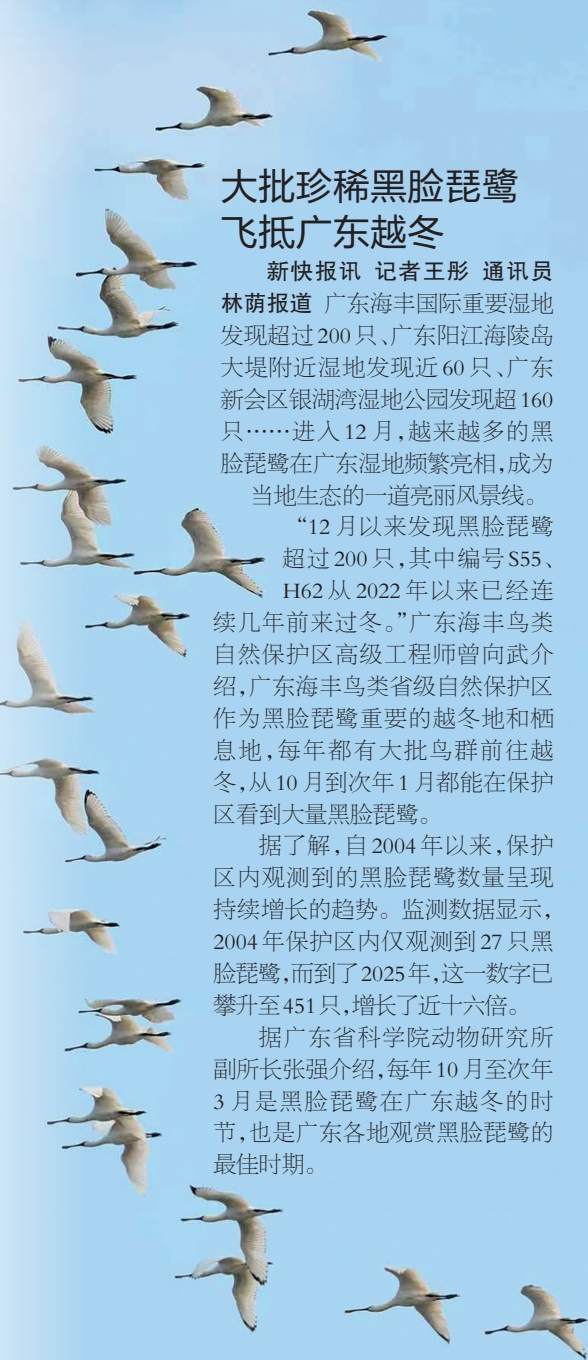 大批珍稀黑脸琵鹭
飞抵广东越冬
新快报讯 记者王彤 通讯员
林荫报道 广东海丰国际重要湿地
发现超过200只、广东阳江海陵岛
大堤附近湿地发现近60只、广东
新会区银湖湾湿地公园发现超160
只……进入12月,越来越多的黑
脸琵鹭在广东湿地频繁亮相,成为
当地生态的一道亮丽风景线。
“12月以来发现黑脸琵鹭
超过200只,其中编号S55、
H62从2022年以来已经连
续几年前来过冬。”广东海丰鸟类
自然保护区高级工程师曾向武介
绍,广东海丰鸟类省级自然保护区
作为黑脸琵鹭重要的越冬地和栖
息地,每年都有大批鸟群前往越
冬,从10月到次年1月都能在保护
区看到大量黑脸琵鹭。
据了解,自2004年以来,保护
区内观测到的黑脸琵鹭数量呈现
持续增长的趋势。监测数据显示,
2004年保护区内仅观测到27只黑
脸琵鹭,而到了2025年,这一数字已
攀升至451只,增长了近十六倍。
据广东省科学院动物研究所
副所长张强介绍,每年10月至次年
3月是黑脸琵鹭在广东越冬的时
节,也是广东各地观赏黑脸琵鹭的
最佳时期。